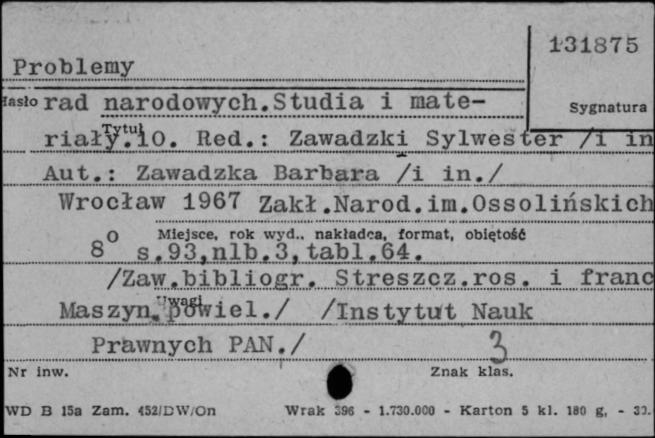 131875
Problemy
Hasło rad narodowych.Studia i mate-
Sygnatura
Tytuł
riały.10. Red.: Zawadzki Sylwester /i in
Aut.: Zawadzka Barbara /i in./
Wrocław 1967 Zakł.Narod.im.Ossolińskich
Miejsce, rok wyd., nakładca, format, objętość
8o s.93,nlb.3,tabl.64.
/Zaw.bibliogr. Streszcz.ros. i franc
Uwagi
Maszyn.powiel./ /Instytut Nauk
Prawnych PAN./ 3
Nr inw. Znak klas.
WD B 15a Zam. 452/DW/On Wrak 396 - 1.730.000 - Karton 5 kl. 180 g, - 33.